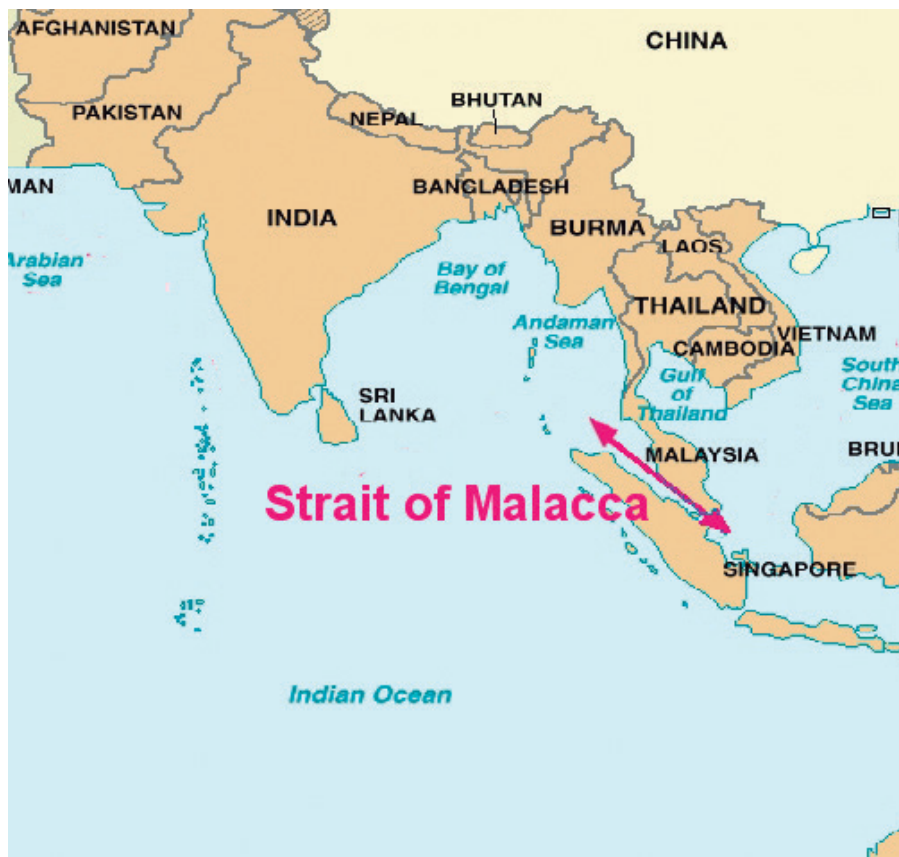 AFGHANISTAN
CHINA
PAKISTAN
BHUTAN
NEPAL
MAN
BANGLADESH
INDIA
BURMA
LAOS
Arabian
Sea
Bay of
Bengal
THAILAND
Andaman
Sea
VIETNAM
CAMBODIA
South
China
Sea
Gulf
of
Thailand
SRI
LANKA
MALAYSIA
BRU
Strait of Malacca
SINGAPORE
Indian Ocean